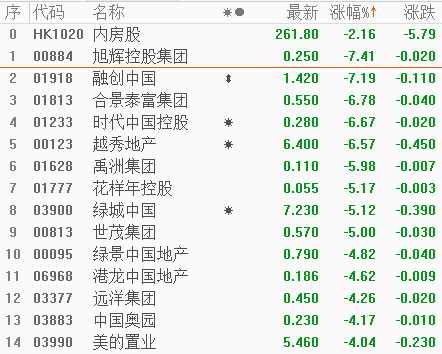 序 代码 名称 ✷● 最新 涨幅%↑ 涨跌
0 HK1020 内房股 261.80 -2.16 -5.79
1 00884 旭辉控股集团 0.250 -7.41 -0.020
2 01918 融创中国 1.420 -7.19 -0.110
3 01813 合景泰富集团 0.550 -6.78 -0.040
4 01233 时代中国控股 ✷ 0.280 -6.67 -0.020
5 00123 越秀地产 ✷ 6.400 -6.57 -0.450
6 01628 禹洲集团 0.110 -5.98 -0.007
7 01777 花样年控股 0.055 -5.17 -0.003
8 03900 绿城中国 ✷ 7.230 -5.12 -0.390
9 00813 世茂集团 0.570 -5.00 -0.030
10 00095 绿景中国地产 0.790 -4.82 -0.040
11 06968 港龙中国地产 0.186 -4.62 -0.009
12 03377 远洋集团 0.450 -4.26 -0.020
13 03883 中国奥园 0.230 -4.17 -0.010
14 03990 美的置业 5.460 -4.04 -0.230